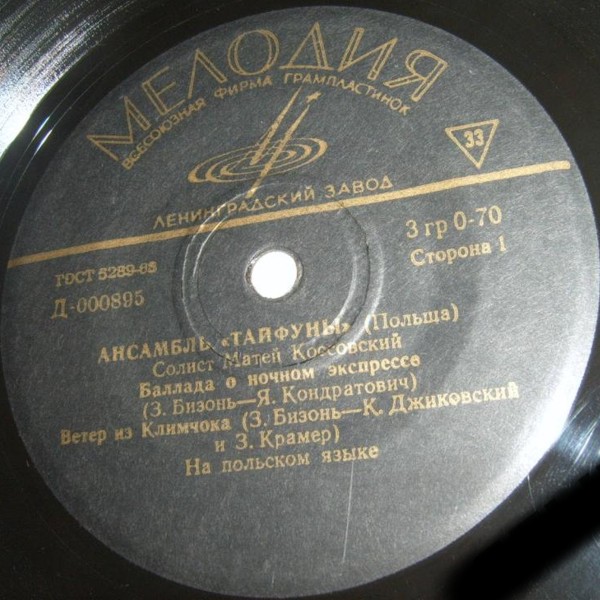 МЕЛОДИЯ
ВСЕСОЮЗНАЯ ФИРМА ГРАМПЛАСТИНОК
33
ЛЕНИНГРАДСКИЙ ЗАВОД
ГОСТ 5289-68
3 гр 0-70
Д-000895
Сторона 1
АНСАМБЛЬ «ТАЙФУНЫ» (Польша)
Солист Матей Коссовский
Баллада о ночном экспрессе
(З. Бизонь—Я. Кондратович)
Ветер из Климчока (З. Бизонь—К. Джиковский
и З. Крамер)
На польском языке